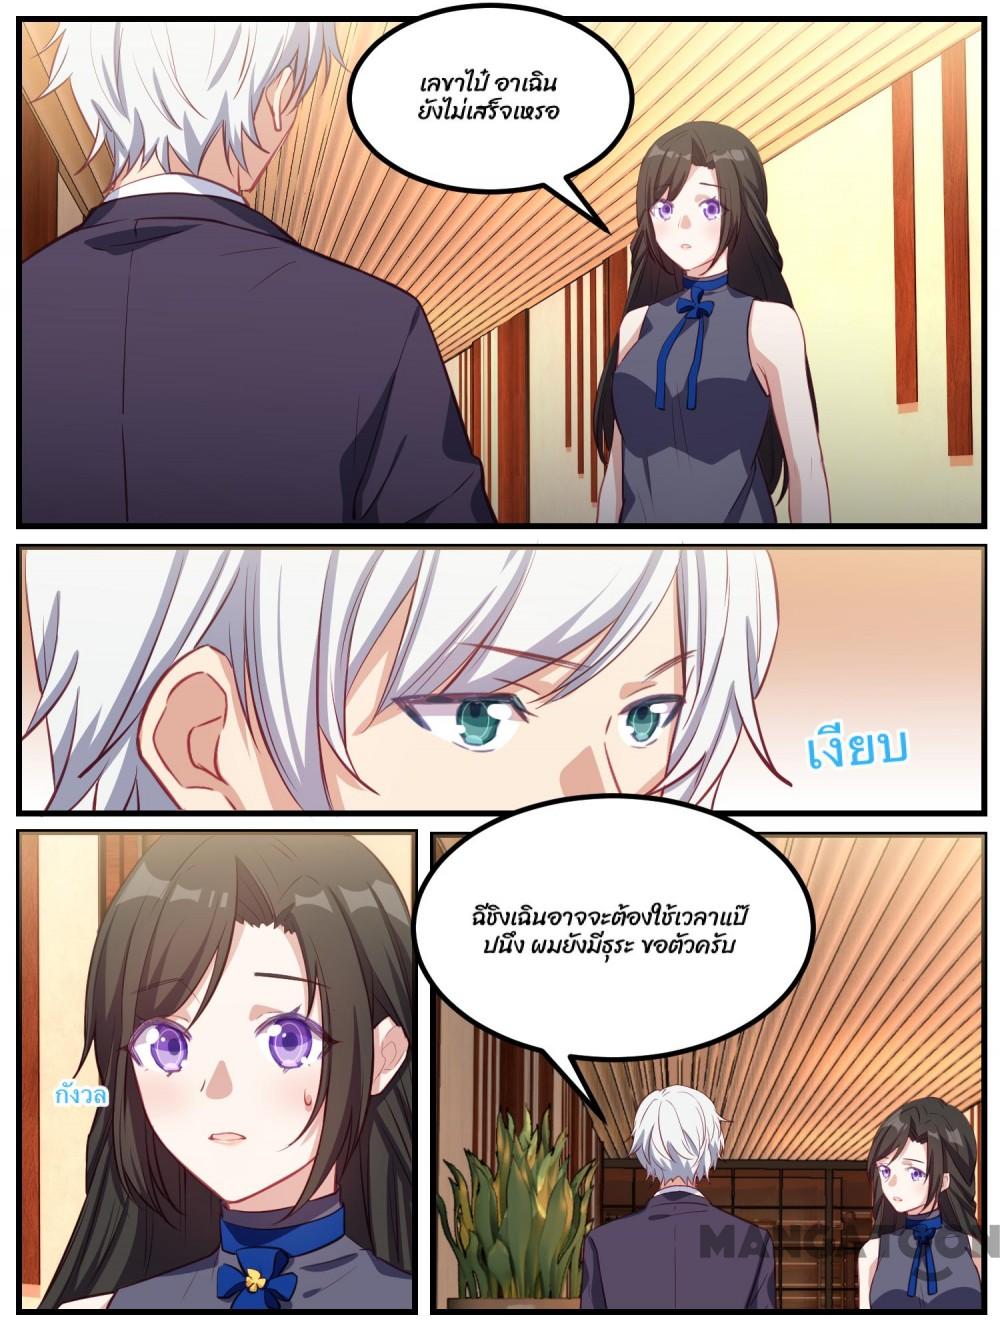 เลขาไป๋ อาเฉิน
ยังไม่เสร็จเหรอ
เงียบ
กังวล
ฉีชิงเฉินอาจจะต้องใช้เวลาแป๊
ปนึง ผมยังมีธุระ ขอตัวครับ
MANGATOON